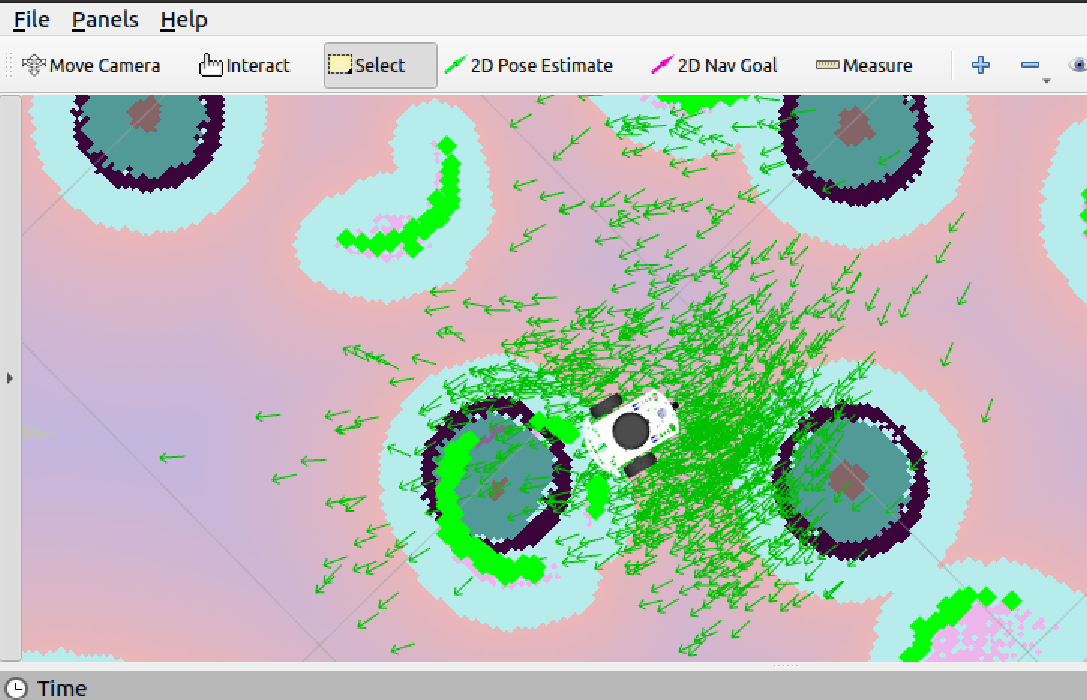 File Panels Help
Move Camera Interact Select 2D Pose Estimate 2D Nav Goal Measure
Time